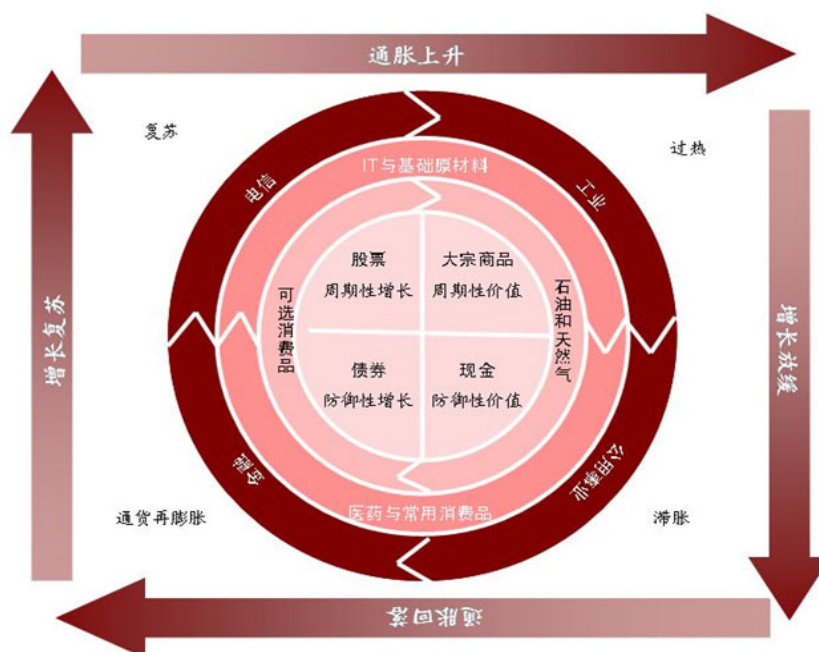 通胀上升
复苏
过热
电信
IT与基础原材料
工业
股票
周期性增长
大宗商品
周期性价值
增长复苏
可选消费品
石油和天然气
增长放缓
债券
防御性增长
现金
防御性价值
金融
公用事业
通货再膨胀
医药与常用消费品
滞胀
通胀回落